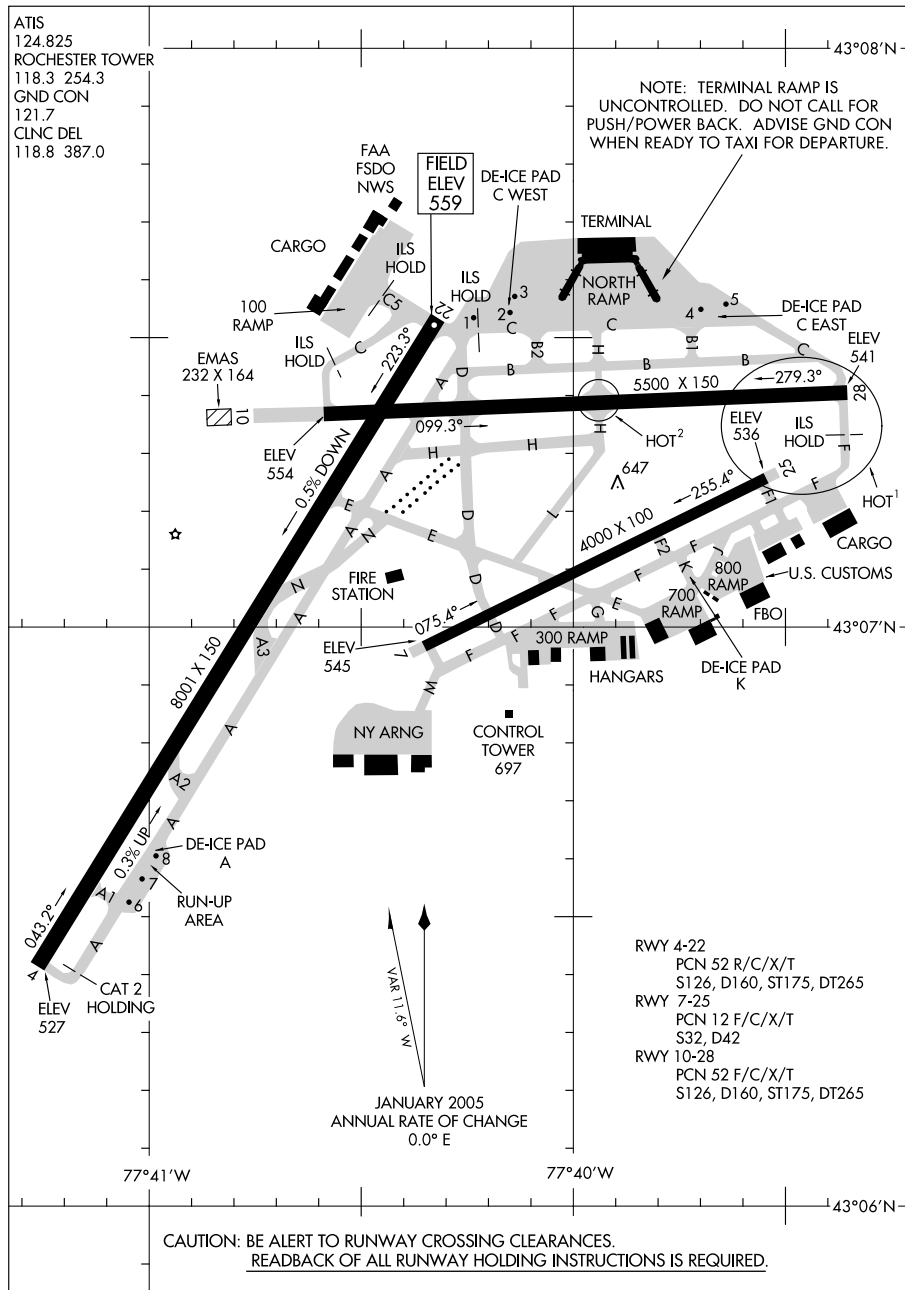 ATIS
124.825
ROCHESTER TOWER
118.3 254.3
GND CON
121.7
CLNC DEL
118.8 387.0
43°08'N
NOTE: TERMINAL RAMP IS
UNCONTROLLED. DO NOT CALL FOR
PUSH/POWER BACK. ADVISE GND CON
WHEN READY TO TAXI FOR DEPARTURE.
FAA
FSDO
NWS
FIELD
ELEV
559
DE-ICE PAD
C WEST
TERMINAL
CARGO
ILS
HOLD
ILS
HOLD
NORTH
RAMP
100
RAMP
C5
22
1
2
3
4
5
DE-ICE PAD
C EAST
C
C
C
C
ILS
HOLD
EMAS
232 X 164
223.3°
A
D
B
B2
H
B
B1
B
ELEV
541
5500 X 150
279.3°
28
10
099.3°
ELEV
554
0.5% DOWN
HOT²
H
H
H
ELEV
536
ILS
HOLD
F
25
647
255.4°
HOT¹
A
E
A
N
E
D
L
4000 X 100
F1
F
F
F2
J
K
CARGO
800
RAMP
U.S. CUSTOMS
FIRE
STATION
N
A
D
075.4°
D
F
F
F
F
G
E
700
RAMP
FBO
43°07'N
ELEV
545
7
300 RAMP
HANGARS
DE-ICE PAD
K
A3
W
8001 X 150
A
NY ARNG
CONTROL
TOWER
697
A2
A
0.3% UP
DE-ICE PAD
A
8
7
6
A1
RUN-UP
AREA
043.2°
A
4
CAT 2
HOLDING
ELEV
527
VAR 11.6° W
RWY 4-22
PCN 52 R/C/X/T
S126, D160, ST175, DT265
RWY 7-25
PCN 12 F/C/X/T
S32, D42
RWY 10-28
PCN 52 F/C/X/T
S126, D160, ST175, DT265
JANUARY 2005
ANNUAL RATE OF CHANGE
0.0° E
77°41'W
77°40'W
43°06'N
CAUTION: BE ALERT TO RUNWAY CROSSING CLEARANCES.
READBACK OF ALL RUNWAY HOLDING INSTRUCTIONS IS REQUIRED.